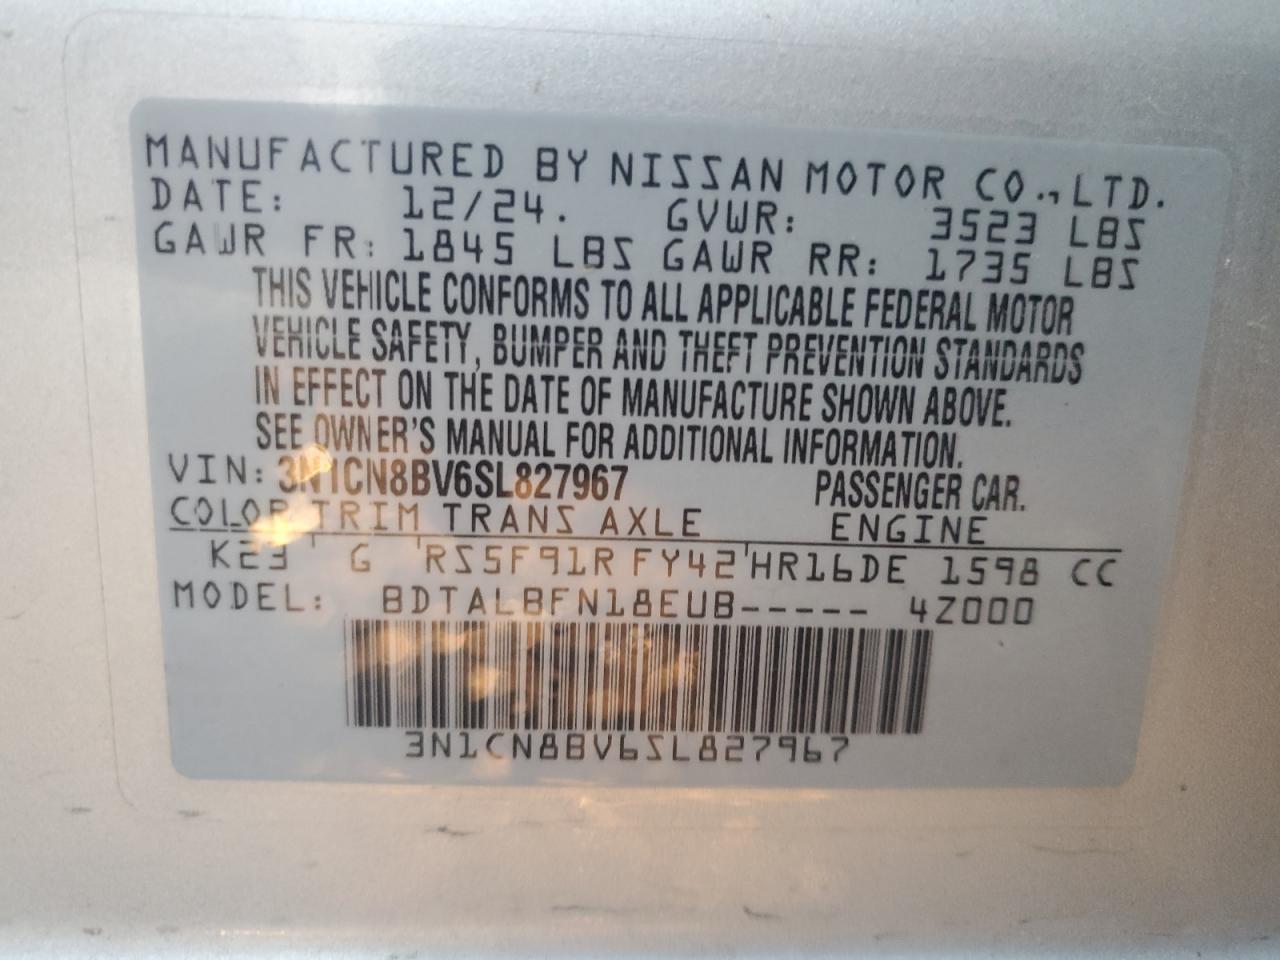 MANUFACTURED BY NISSAN MOTOR CO., LTD.
DATE: 12/24. GVWR: 3523 LBS
GAWR FR: 1845 LBS GAWR RR: 1735 LBS
THIS VEHICLE CONFORMS TO ALL APPLICABLE FEDERAL MOTOR
VEHICLE SAFETY, BUMPER AND THEFT PREVENTION STANDARDS
IN EFFECT ON THE DATE OF MANUFACTURE SHOWN ABOVE.
SEE OWNER'S MANUAL FOR ADDITIONAL INFORMATION.
VIN: 3N1CN8BV6SL827967 PASSENGER CAR.
COLOR TRIM TRANS AXLE ENGINE
K23 G RS5F91R FY42 HR16DE 1598 CC
MODEL: BDTALBFN18EUB----- 4Z000
3N1CN8BV6SL827967